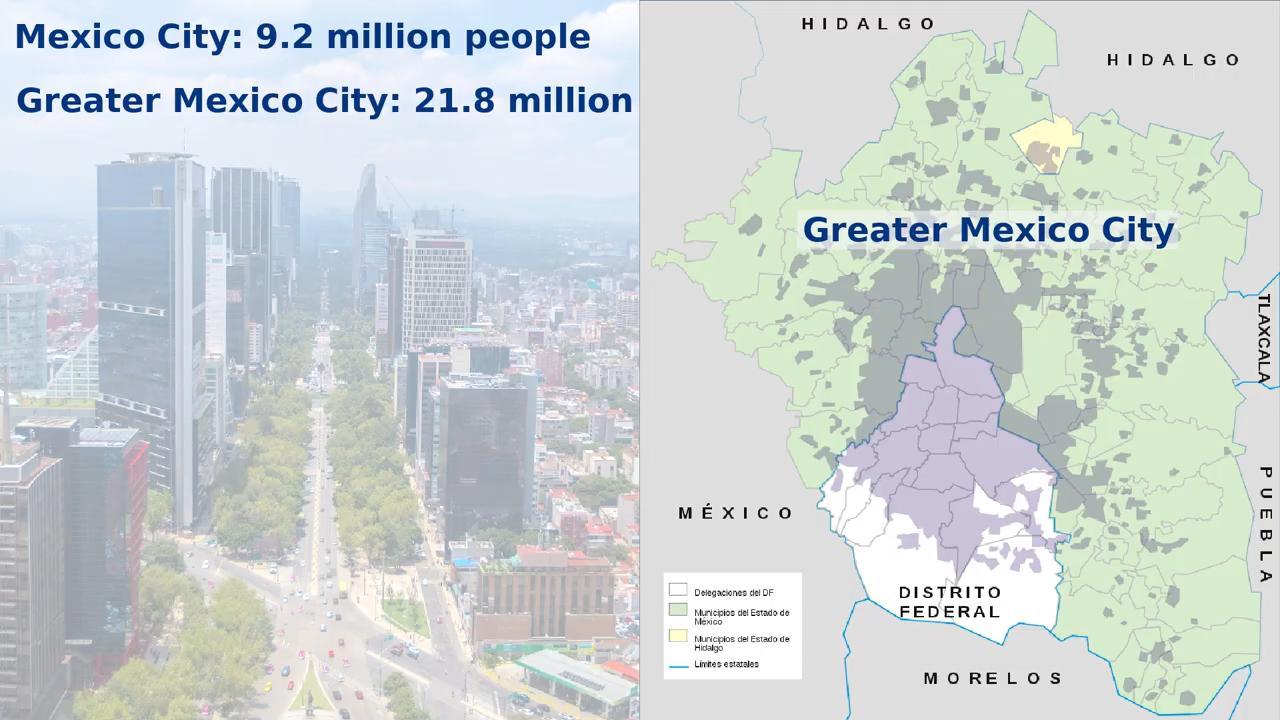 Mexico City: 9.2 million people
Greater Mexico City: 21.8 million
HIDALGO
HIDALGO
Greater Mexico City
TLAXCALA
PUEBLA
MÉXICO
DISTRITO
FEDERAL
Delegaciones del DF
Municipios del Estado de
México
Municipios del Estado de
Hidalgo
Límites estatales
MORELOS